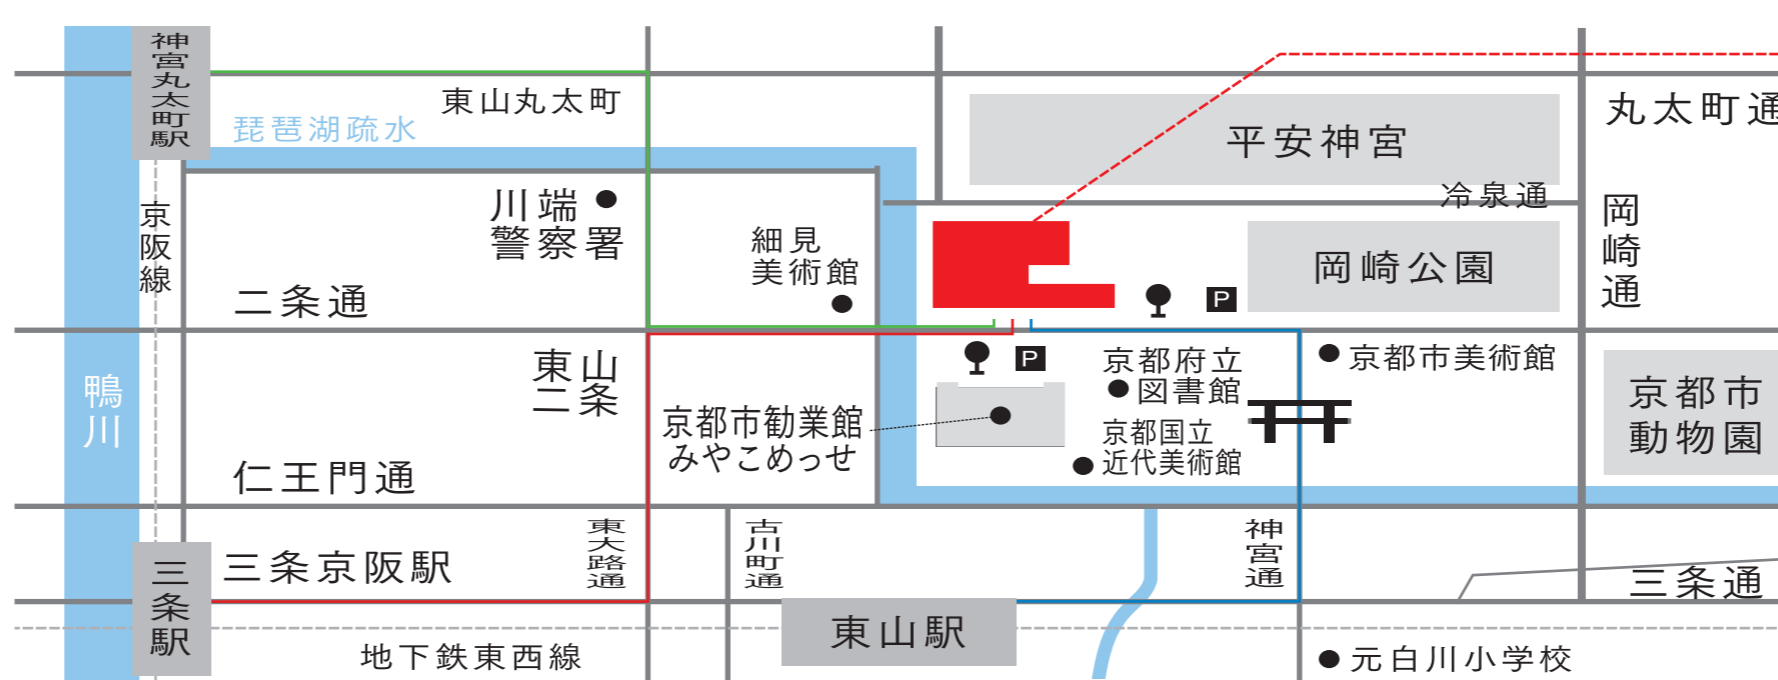 神宮丸太町駅
東山丸太町
琵琶湖疏水
平安神宮
丸太町通
冷泉通
京阪線
川端
警察署
細見
美術館
岡崎公園
岡崎通
二条通
P
鴨川
東山
二条
P
京都府立
図書館
京都市美術館
京都市
動物園
京都市勧業館
みやこめっせ
京都国立
近代美術館
仁王門通
三条駅
三条京阪駅
東大路通
古川町通
神宮通
三条通
東山駅
地下鉄東西線
元白川小学校